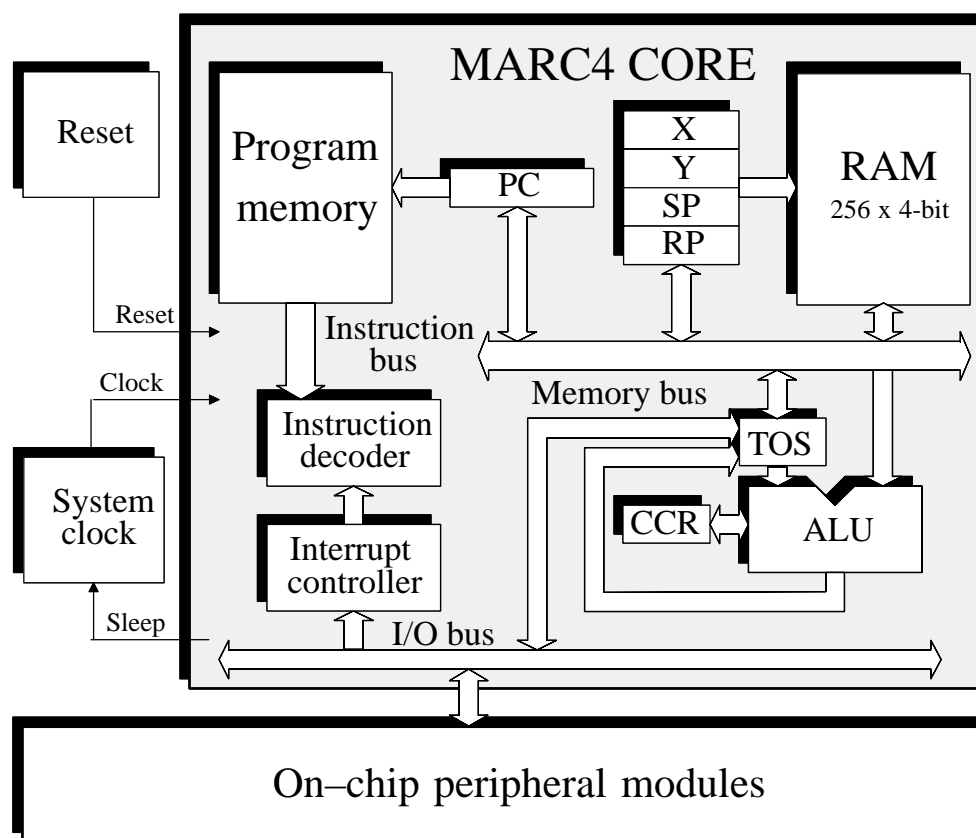 MARC4 CORE
Reset
Program
memory
PC
X
Y
SP
RP
RAM
256 x 4-bit
Reset
Instruction
bus
Clock
Memory bus
Instruction
decoder
TOS
System
clock
CCR
ALU
Interrupt
controller
Sleep
I/O bus
On–chip peripheral modules